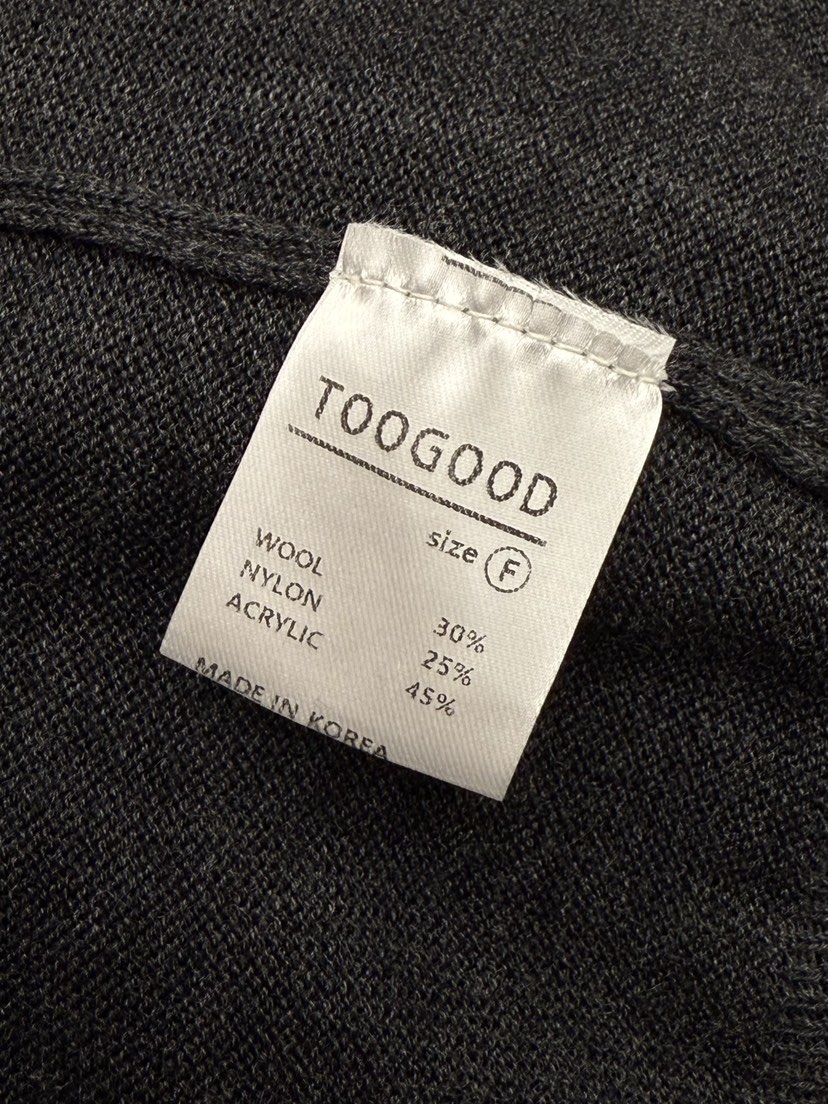 TOOGOOD
size F
WOOL 30%
NYLON 25%
ACRYLIC 45%
MADE IN KOREA